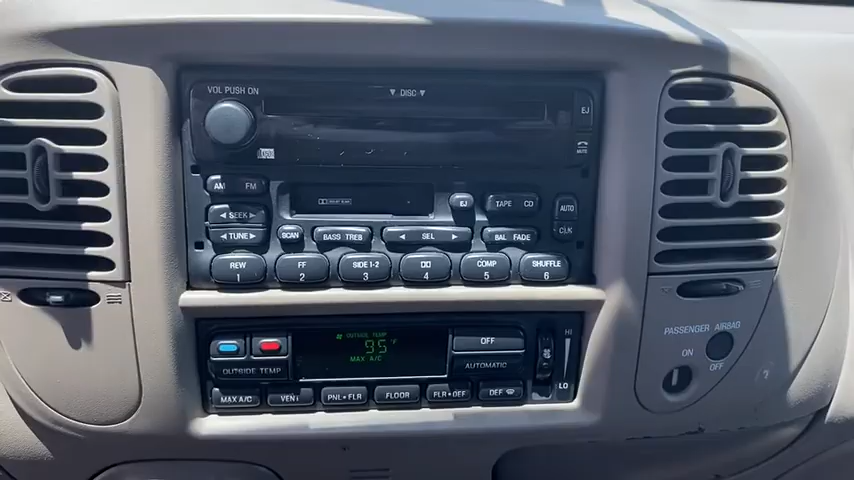 VOL PUSH ON
▼ DISC ▼
EJ
MUTE
AM FM
EJ
TAPE CD
AUTO
◄ SEEK ►
◄ TUNE ►
SCAN
BASS TREB
◄ SEL ►
BAL FADE
CLK
REW
1
FF
2
SIDE 1-2
3
4
COMP
5
SHUFFLE
6
OUTSIDE TEMP
95°F
MAX A/C
OUTSIDE TEMP
OFF
AUTOMATIC
HI
LO
MAX A/C
VENT
PNL•FLR
FLOOR
FLR•DEF
DEF
PASSENGER AIRBAG
ON
OFF